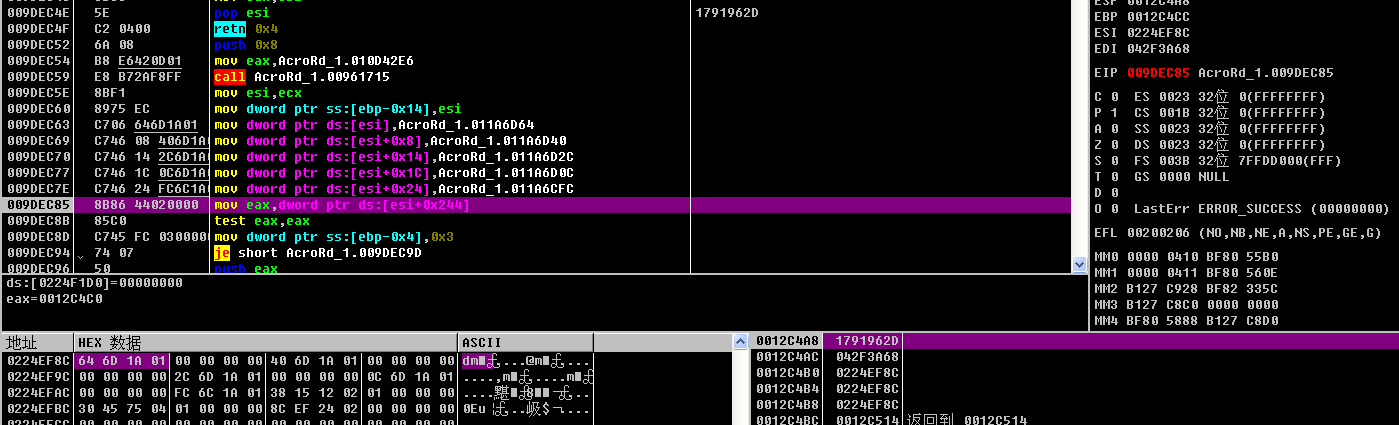 009DEC4E 5E pop esi 1791962D
009DEC4F C2 0400 retn 0x4
009DEC52 6A 08 push 0x8
009DEC54 B8 E6420D01 mov eax,AcroRd_1.010D42E6
009DEC59 E8 B72AF8FF call AcroRd_1.00961715
009DEC5E 8BF1 mov esi,ecx
009DEC60 8975 EC mov dword ptr ss:[ebp-0x14],esi
009DEC63 C706 646D1A01 mov dword ptr ds:[esi],AcroRd_1.011A6D64
009DEC69 C746 08 406D1A0 mov dword ptr ds:[esi+0x8],AcroRd_1.011A6D40
009DEC70 C746 14 2C6D1A0 mov dword ptr ds:[esi+0x14],AcroRd_1.011A6D2C
009DEC77 C746 1C 0C6D1A0 mov dword ptr ds:[esi+0x1C],AcroRd_1.011A6D0C
009DEC7E C746 24 FC6C1A0 mov dword ptr ds:[esi+0x24],AcroRd_1.011A6CFC
009DEC85 8B86 44020000 mov eax,dword ptr ds:[esi+0x244]
009DEC8B 85C0 test eax,eax
009DEC8D C745 FC 0300000 mov dword ptr ss:[ebp-0x4],0x3
009DEC94 74 07 je short AcroRd_1.009DEC9D
009DEC96 50 push eax
ds:[0224F1D0]=00000000
eax=0012C4C0
ESP 0012C4A8
EBP 0012C4CC
ESI 0224EF8C
EDI 042F3A68
EIP 009DEC85 AcroRd_1.009DEC85
C 0 ES 0023 32位 0(FFFFFFFF)
P 1 CS 001B 32位 0(FFFFFFFF)
A 0 SS 0023 32位 0(FFFFFFFF)
Z 0 DS 0023 32位 0(FFFFFFFF)
S 0 FS 003B 32位 7FFDD000(FFF)
T 0 GS 0000 NULL
D 0
O 0 LastErr ERROR_SUCCESS (00000000)
EFL 00200206 (NO,NB,NE,A,NS,PE,GE,G)
MM0 0000 0410 BF80 55B0
MM1 0000 0411 BF80 560E
MM2 B127 C928 BF82 335C
MM3 B127 C8C0 0000 0000
MM4 BF80 5888 B127 C8D0
地址 HEX 数据 ASCII
0224EF8C 64 6D 1A 01 00 00 00 00 40 6D 1A 01 00 00 00 00
0224EF9C 00 00 00 00 2C 6D 1A 01 00 00 00 00 0C 6D 1A 01
0224EFAC 00 00 00 00 FC 6C 1A 01 38 15 12 02 01 00 00 00
0224EFBC 30 45 75 04 01 00 00 00 8C EF 24 02 00 00 00 00
0012C4A8 1791962D
0012C4AC 042F3A68
0012C4B0 0224EF8C
0012C4B4 0224EF8C
0012C4B8 0224EF8C
0012C4BC 0012C514 返回到 0012C514